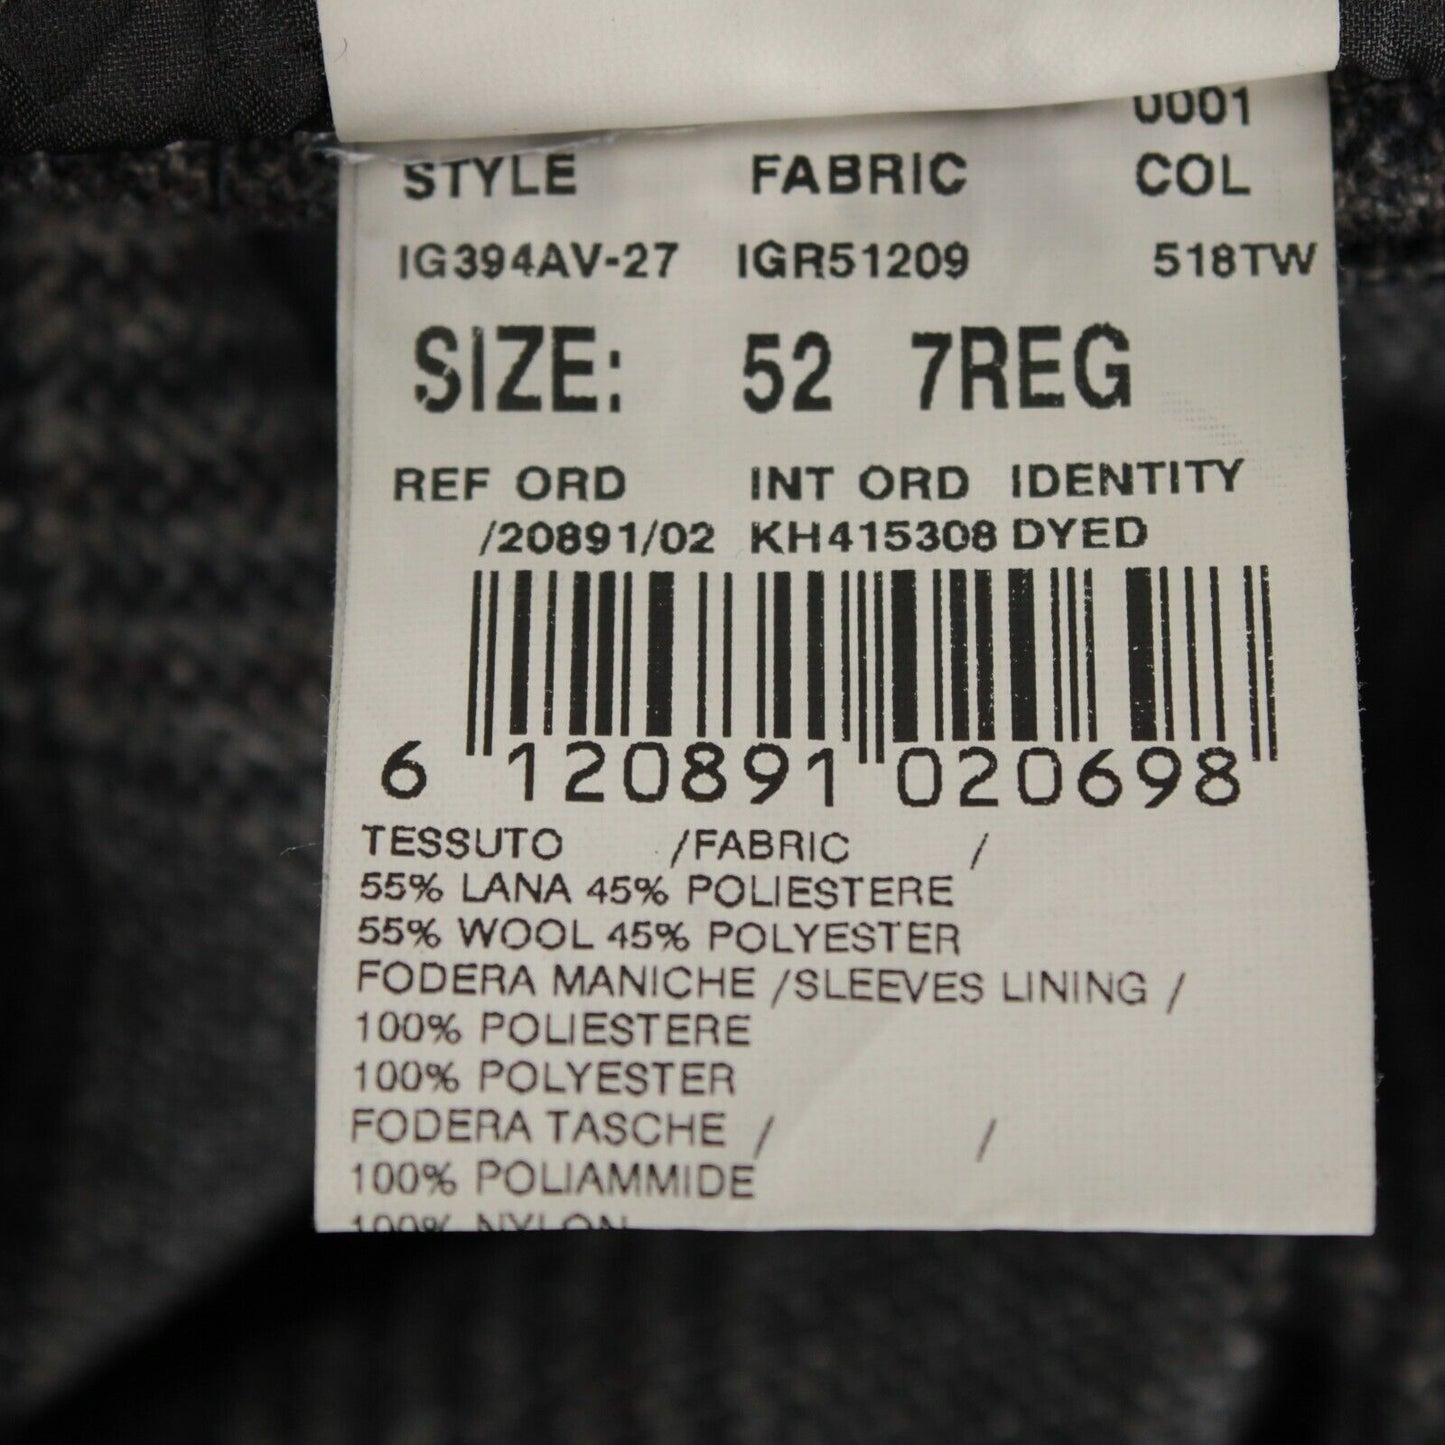 0001
STYLE FABRIC COL
IG394AV-27 IGR51209 518TW
SIZE: 52 7REG
REF ORD INT ORD IDENTITY
/20891/02 KH415308 DYED
6 120891 020698
TESSUTO /FABRIC /
55% LANA 45% POLIESTERE
55% WOOL 45% POLYESTER
FODERA MANICHE /SLEEVES LINING /
100% POLIESTERE
100% POLYESTER
FODERA TASCHE / /
100% POLIAMMIDE
100% NYLON